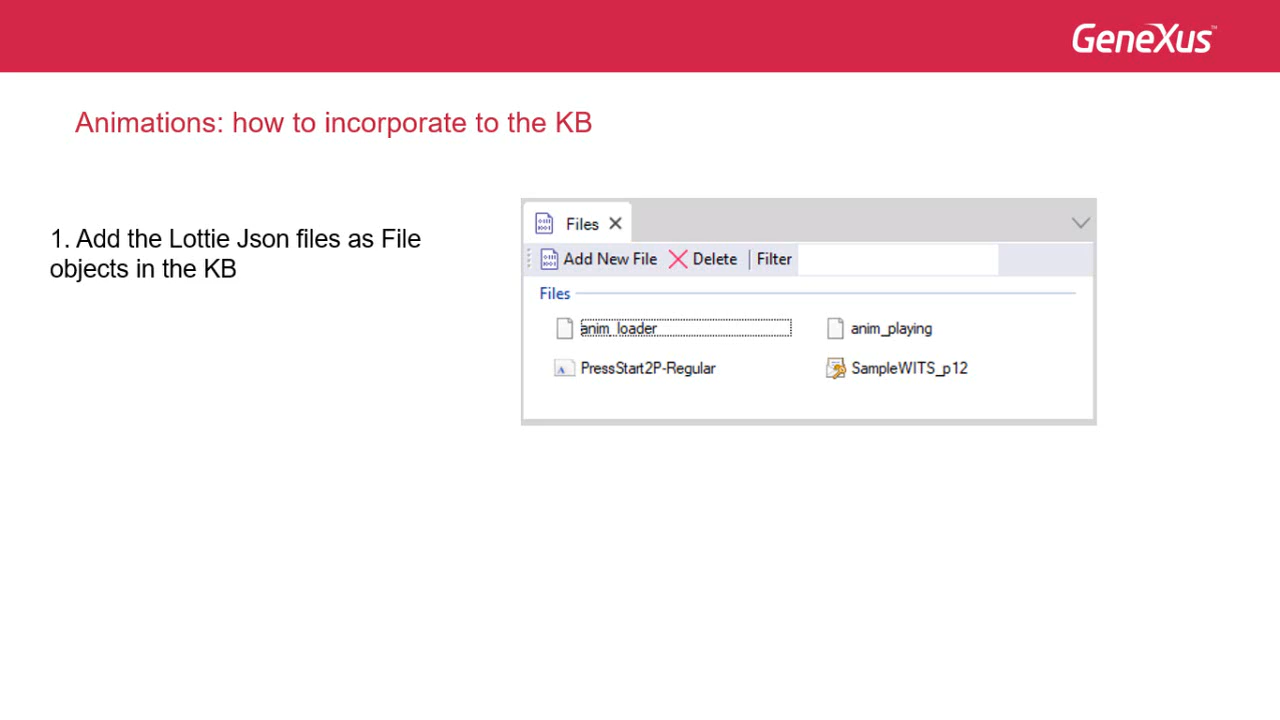 GeneXus™
Animations: how to incorporate to the KB
1. Add the Lottie Json files as File
objects in the KB
Files
Add New File Delete Filter
Files
anim_loader anim_playing
PressStart2P-Regular SampleWITS_p12